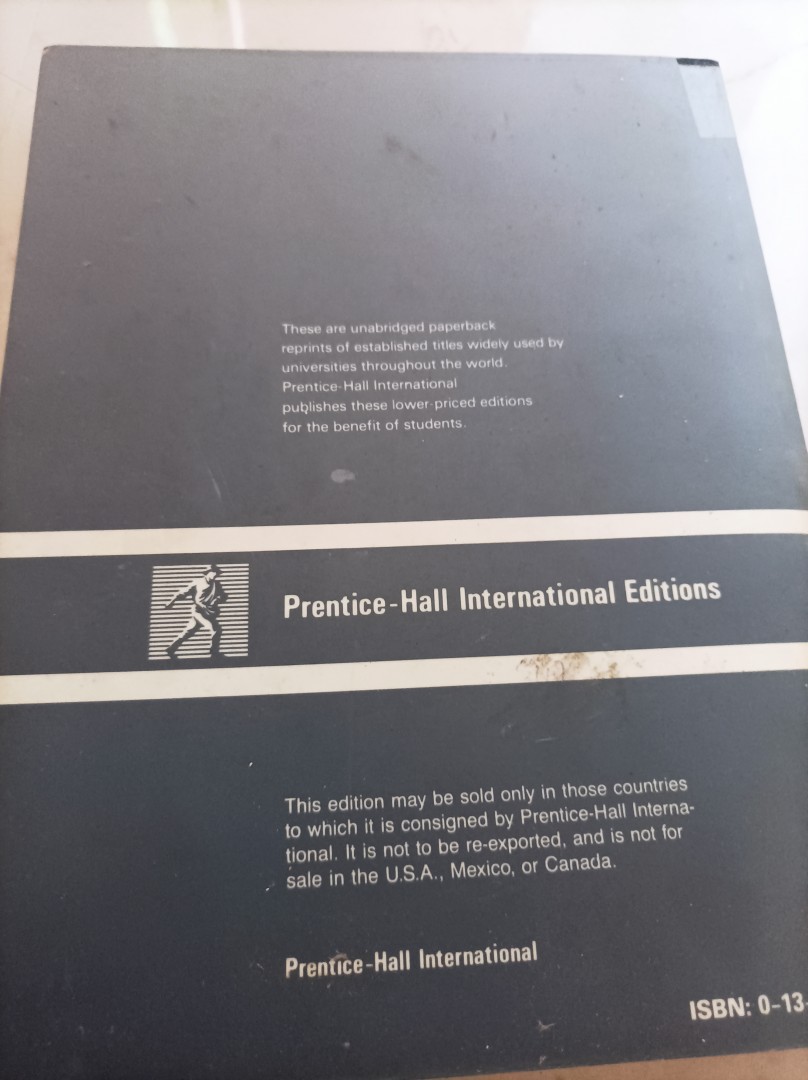 These are unabridged paperback
reprints of established titles widely used by
universities throughout the world.
Prentice-Hall International
publishes these lower-priced editions
for the benefit of students.
Prentice-Hall International Editions
This edition may be sold only in those countries
to which it is consigned by Prentice-Hall Interna-
tional. It is not to be re-exported, and is not for
sale in the U.S.A., Mexico, or Canada.
Prentice-Hall International
ISBN: 0-13-